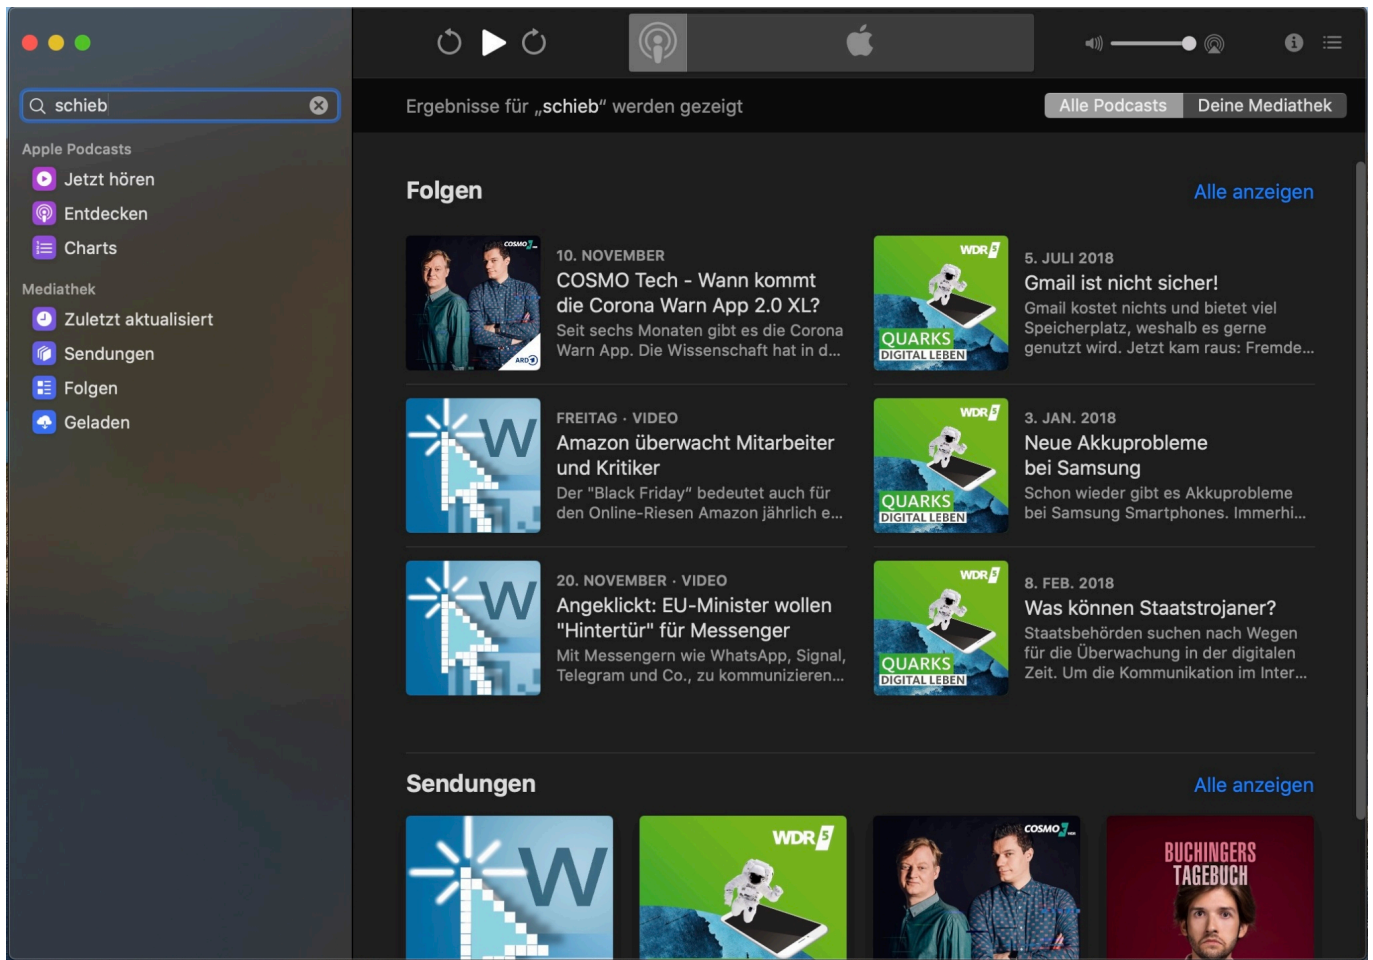 schieb
Apple Podcasts
Jetzt hören
Entdecken
Charts
Mediathek
Zuletzt aktualisiert
Sendungen
Folgen
Geladen
Ergebnisse für „schieb“ werden gezeigt
Alle Podcasts
Deine Mediathek
Folgen
Alle anzeigen
COSMO
ARD
10. NOVEMBER
COSMO Tech - Wann kommt
die Corona Warn App 2.0 XL?
Seit sechs Monaten gibt es die Corona
Warn App. Die Wissenschaft hat in d...
WDR 5
QUARKS
DIGITAL LEBEN
5. JULI 2018
Gmail ist nicht sicher!
Gmail kostet nichts und bietet viel
Speicherplatz, weshalb es gerne
genutzt wird. Jetzt kam raus: Fremde...
W
FREITAG · VIDEO
Amazon überwacht Mitarbeiter
und Kritiker
Der "Black Friday“ bedeutet auch für
den Online-Riesen Amazon jährlich e...
WDR 5
QUARKS
DIGITAL LEBEN
3. JAN. 2018
Neue Akkuprobleme
bei Samsung
Schon wieder gibt es Akkuprobleme
bei Samsung Smartphones. Immerhi...
W
20. NOVEMBER · VIDEO
Angeklickt: EU-Minister wollen
"Hintertür" für Messenger
Mit Messengern wie WhatsApp, Signal,
Telegram und Co., zu kommunizieren...
WDR 5
QUARKS
DIGITAL LEBEN
8. FEB. 2018
Was können Staatstrojaner?
Staatsbehörden suchen nach Wegen
für die Überwachung in der digitalen
Zeit. Um die Kommunikation im Inter...
Sendungen
Alle anzeigen
W
WDR 5
COSMO
BUCHINGERS
TAGEBUCH